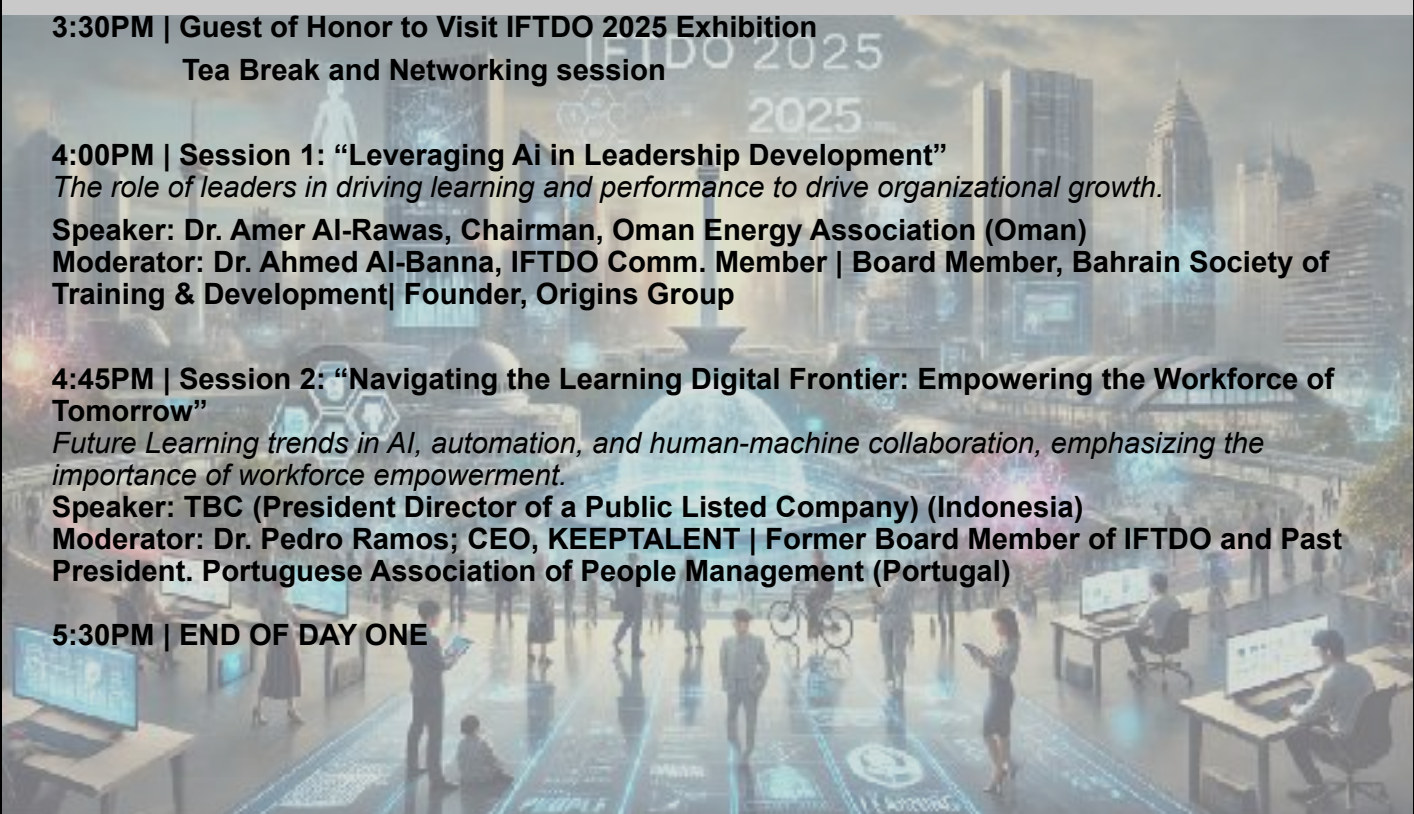 3:30PM | Guest of Honor to Visit IFTDO 2025 Exhibition
IFTDO 2025
Tea Break and Networking session
2025
4:00PM | Session 1: “Leveraging Ai in Leadership Development”
The role of leaders in driving learning and performance to drive organizational growth.
Speaker: Dr. Amer Al-Rawas, Chairman, Oman Energy Association (Oman)
Moderator: Dr. Ahmed Al-Banna, IFTDO Comm. Member | Board Member, Bahrain Society of
Training & Development| Founder, Origins Group
4:45PM | Session 2: “Navigating the Learning Digital Frontier: Empowering the Workforce of
Tomorrow”
Future Learning trends in AI, automation, and human-machine collaboration, emphasizing the
importance of workforce empowerment.
Speaker: TBC (President Director of a Public Listed Company) (Indonesia)
Moderator: Dr. Pedro Ramos; CEO, KEEPTALENT | Former Board Member of IFTDO and Past
President. Portuguese Association of People Management (Portugal)
5:30PM | END OF DAY ONE
PEOPLE